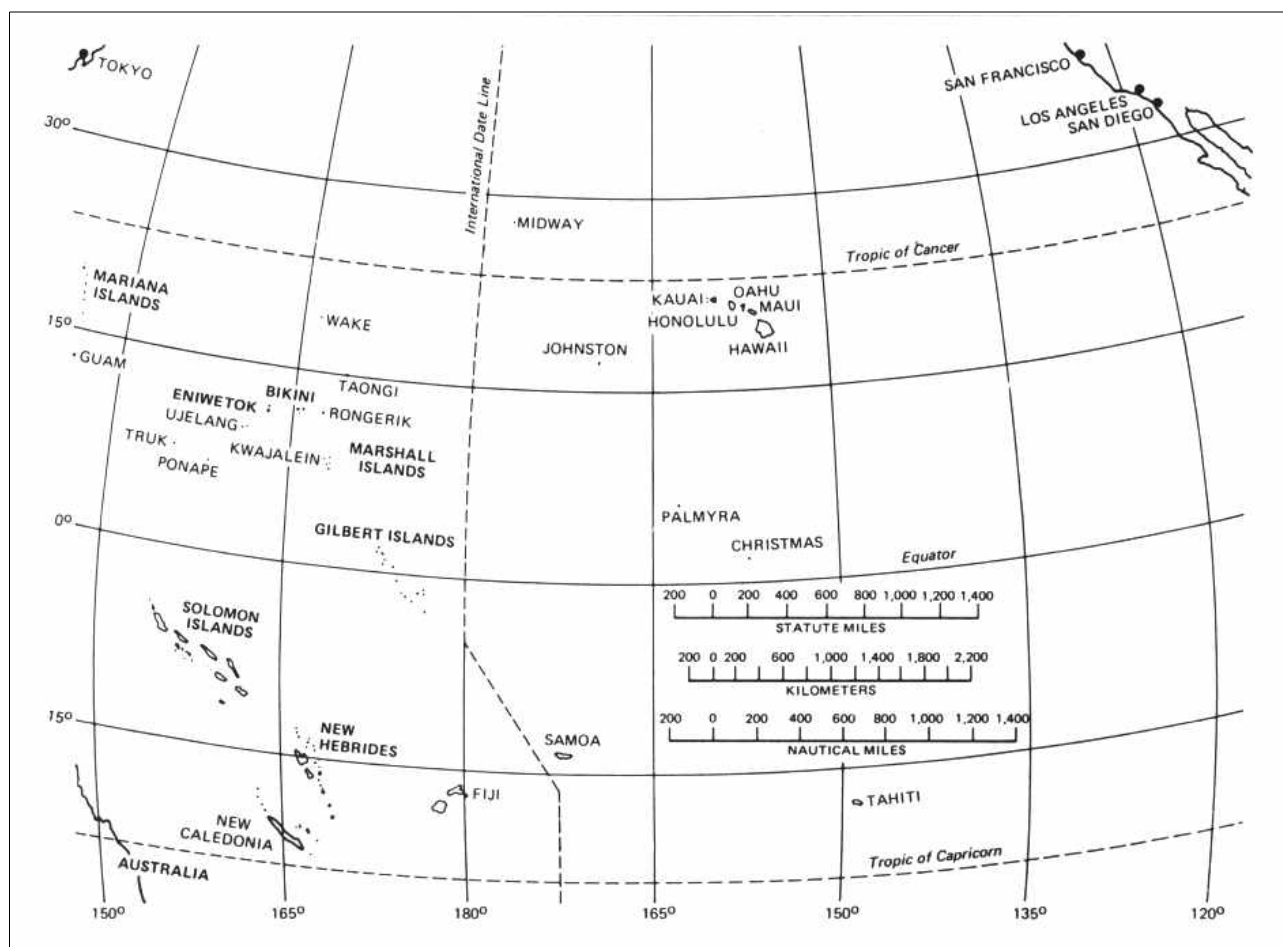 TOKYO
SAN FRANCISCO
LOS ANGELES
SAN DIEGO
30°
International Date Line
MIDWAY
Tropic of Cancer
MARIANA
ISLANDS
KAUAI
OAHU
MAUI
HONOLULU
HAWAII
WAKE
15°
JOHNSTON
GUAM
TAONGI
BIKINI
ENIWETOK
RONGERIK
UJELANG
TRUK
KWAJALEIN
MARSHALL
ISLANDS
PONAPE
PALMYRA
0°
GILBERT ISLANDS
CHRISTMAS
Equator
200 0 200 400 600 800 1,000 1,200 1,400
STATUTE MILES
SOLOMON
ISLANDS
200 0 200 600 1,000 1,400 1,800 2,200
KILOMETERS
15°
NEW
HEBRIDES
SAMOA
200 0 200 400 600 800 1,000 1,200 1,400
NAUTICAL MILES
FIJI
TAHITI
NEW
CALEDONIA
AUSTRALIA
Tropic of Capricorn
150° 165° 180° 165° 150° 135° 120°